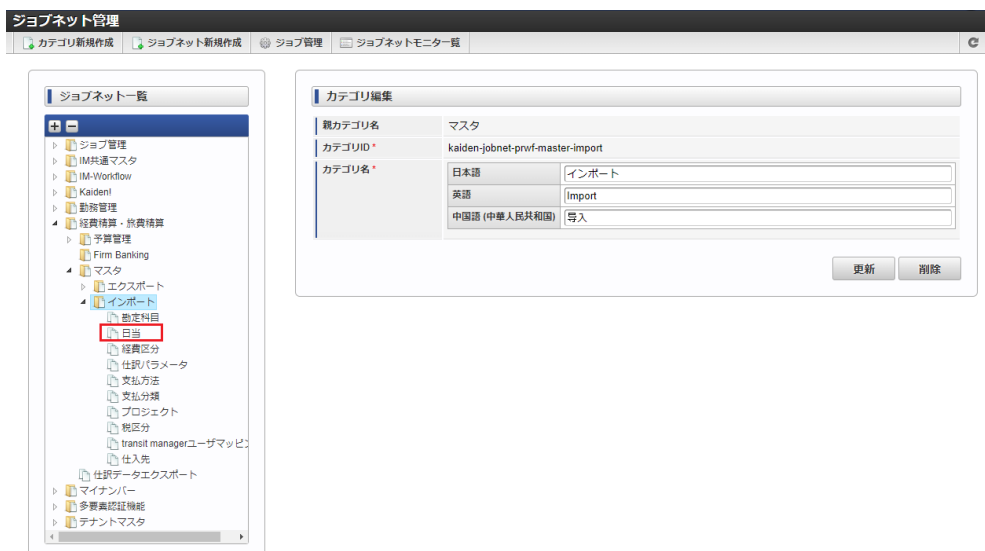 ジョブネット管理
カテゴリ新規作成 ジョブネット新規作成 ジョブ管理 ジョブネットモニタ一覧
ジョブネット一覧
ジョブ管理
IM共通マスタ
IM-Workflow
Kaiden!
勤務管理
経費精算・旅費精算
予算管理
Firm Banking
マスタ
エクスポート
インポート
勘定科目
日当
経費区分
仕訳パラメータ
支払方法
支払分類
プロジェクト
税区分
transit managerユーザマッピン
仕入先
仕訳データエクスポート
マイナンバー
多要素認証機能
テナントマスタ
カテゴリ編集
親カテゴリ名 マスタ
カテゴリID * kaiden-jobnet-prwf-master-import
カテゴリ名 * 日本語 インポート
英語 Import
中国語 (中華人民共和国) 导入
更新 削除